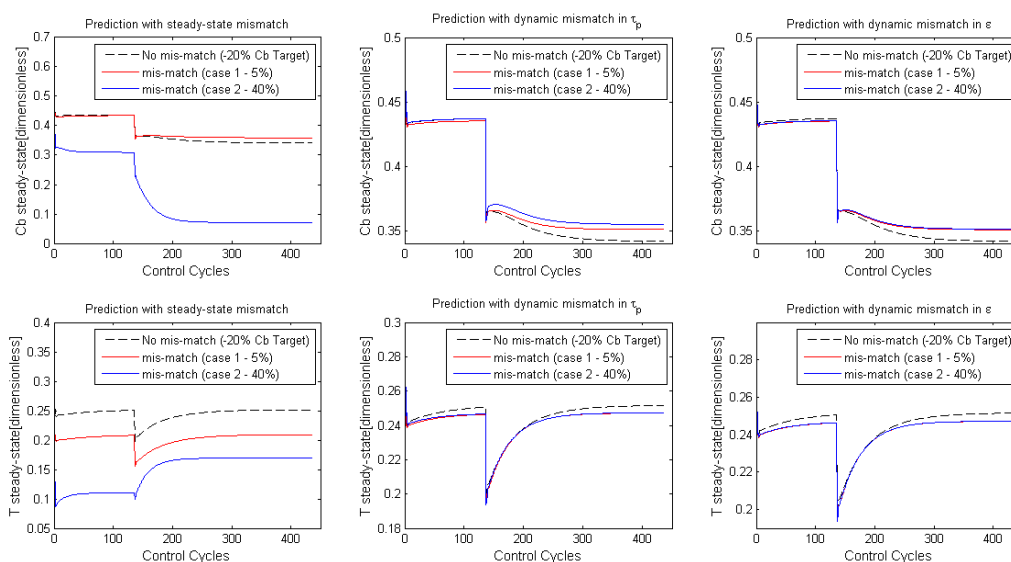 Prediction with steady-state mismatch
0.7
0.6
0.5
0.4
0.3
0.2
0.1
0
Cb steady-state[dimensionless]
No mis-match (-20% Cb Target)
mis-match (case 1 - 5%)
mis-match (case 2 - 40%)
0 100 200 300 400
Control Cycles
Prediction with dynamic mismatch in τp
0.5
0.45
0.4
0.35
Cb steady-state[dimensionless]
No mis-match (-20% Cb Target)
mis-match (case 1 - 5%)
mis-match (case 2 - 40%)
0 100 200 300 400
Control Cycles
Prediction with dynamic mismatch in ε
0.5
0.45
0.4
0.35
Cb steady-state[dimensionless]
No mis-match (-20% Cb Target)
mis-match (case 1 - 5%)
mis-match (case 2 - 40%)
0 100 200 300 400
Control Cycles
Prediction with steady-state mismatch
0.4
0.35
0.3
0.25
0.2
0.15
0.1
0.05
T steady-state[dimensionless]
No mis-match (-20% Cb Target)
mis-match (case 1 - 5%)
mis-match (case 2 - 40%)
0 100 200 300 400
Control Cycles
Prediction with dynamic mismatch in τp
0.3
0.28
0.26
0.24
0.22
0.2
0.18
T steady-state[dimensionless]
No mis-match (-20% Cb Target)
mis-match (case 1 - 5%)
mis-match (case 2 - 40%)
0 100 200 300 400
Control Cycles
Prediction with dynamic mismatch in ε
0.28
0.26
0.24
0.22
0.2
T steady-state[dimensionless]
No mis-match (-20% Cb Target)
mis-match (case 1 - 5%)
mis-match (case 2 - 40%)
0 100 200 300 400
Control Cycles